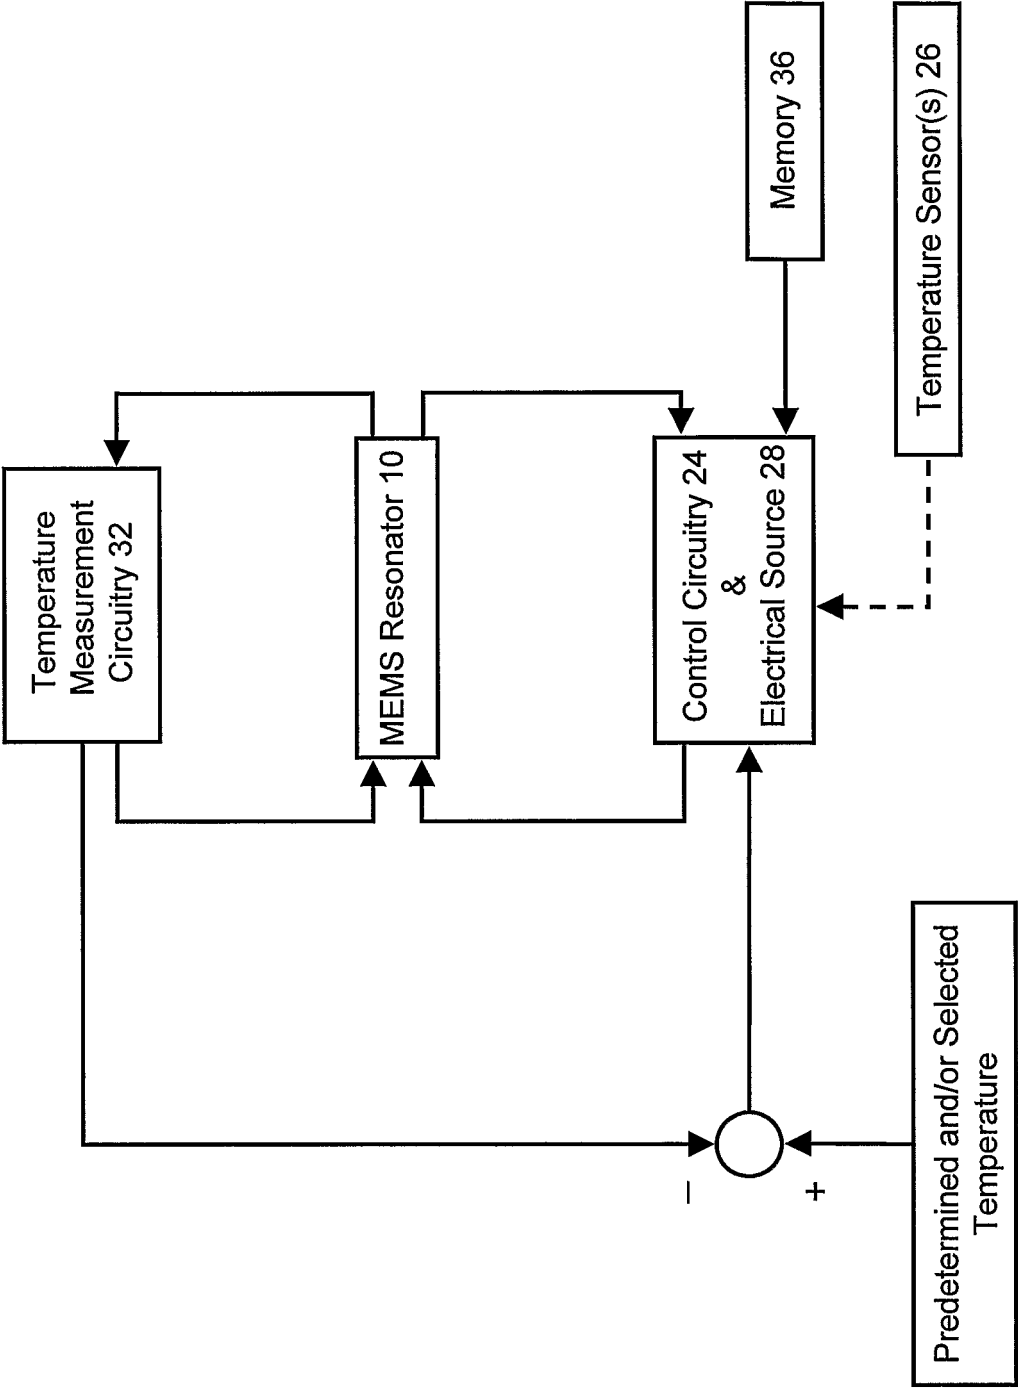 Temperature
Measurement
Circuitry 32
MEMS Resonator 10
Control Circuitry 24
&
Electrical Source 28
Memory 36
Temperature Sensor(s) 26
–
+
Predetermined and/or Selected
Temperature